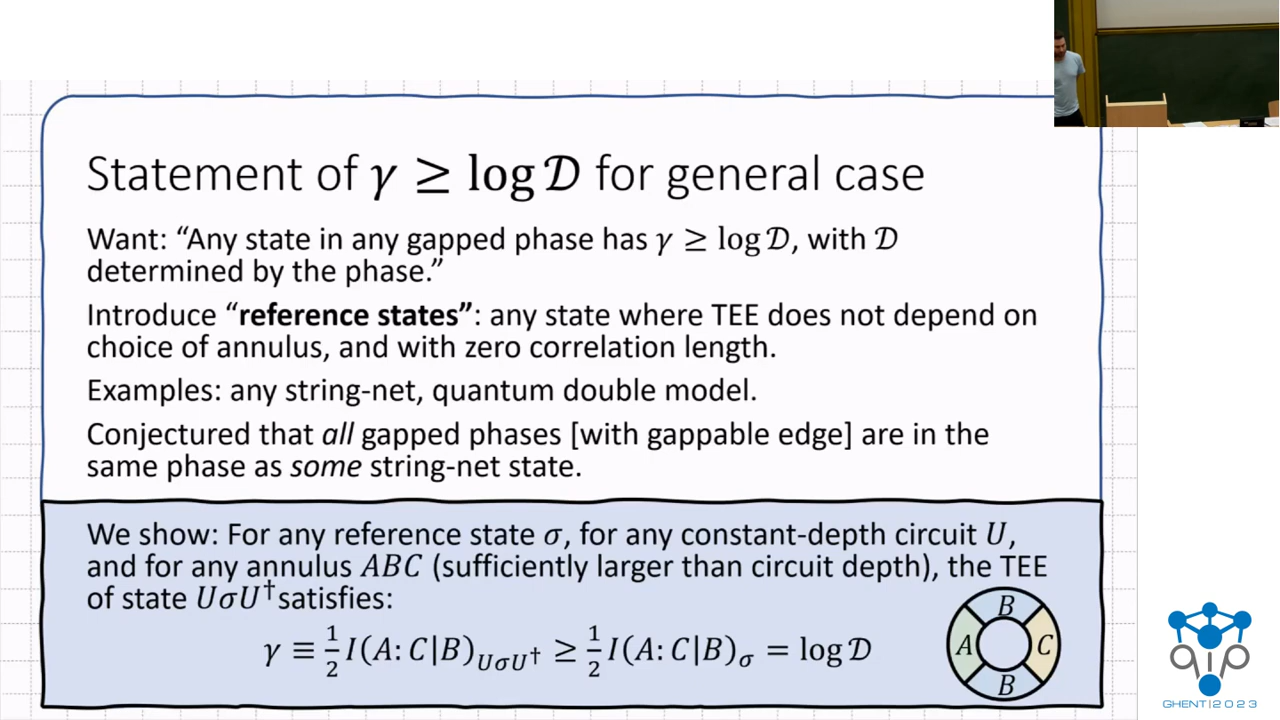 Statement of γ ≥ log 𝒟 for general case
Want: “Any state in any gapped phase has γ ≥ log 𝒟, with 𝒟
determined by the phase.”
Introduce “reference states”: any state where TEE does not depend on
choice of annulus, and with zero correlation length.
Examples: any string-net, quantum double model.
Conjectured that all gapped phases [with gappable edge] are in the
same phase as some string-net state.
We show: For any reference state σ, for any constant-depth circuit U,
and for any annulus ABC (sufficiently larger than circuit depth), the TEE
of state UσU† satisfies:
γ ≡ 1/2 I(A:C|B)_{UσU†} ≥ 1/2 I(A:C|B)_σ = log 𝒟
B
A C
B
qip
GHENT|2023